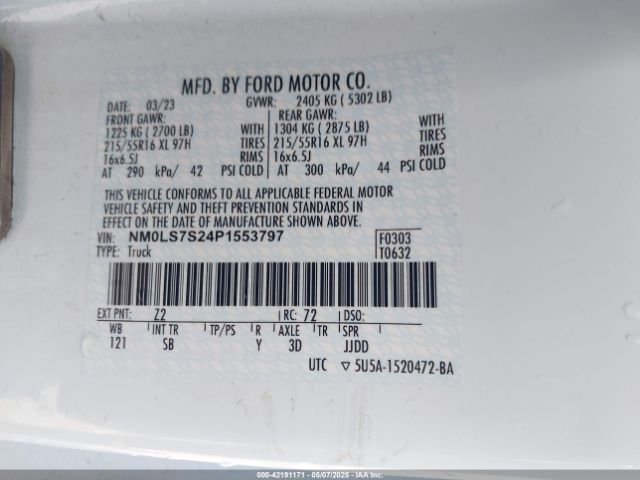 MFD. BY FORD MOTOR CO.
DATE: 03/23 GVWR: 2405 KG ( 5302 LB)
FRONT GAWR: REAR GAWR:
1225 KG ( 2700 LB) WITH 1304 KG ( 2875 LB) WITH
215/55R16 XL 97H TIRES 215/55R16 XL 97H TIRES
16x6.5J RIMS 16x6.5J RIMS
AT 290 kPa/ 42 PSI COLD AT 300 kPa/ 44 PSI COLD
THIS VEHICLE CONFORMS TO ALL APPLICABLE FEDERAL MOTOR
VEHICLE SAFETY AND THEFT PREVENTION STANDARDS IN
EFFECT ON THE DATE OF MANUFACTURE SHOWN ABOVE.
VIN: NM0LS7S24P1553797 F0303
TYPE: Truck T0632
EXT PNT: Z2 RC: 72 DSO:
WB INT TR TP/PS R AXLE TR SPR
121 SB Y 3D JJDD
UTC ▽ 5U5A-1520472-BA
000-42191171 - 05/07/2025 - IAA Inc.